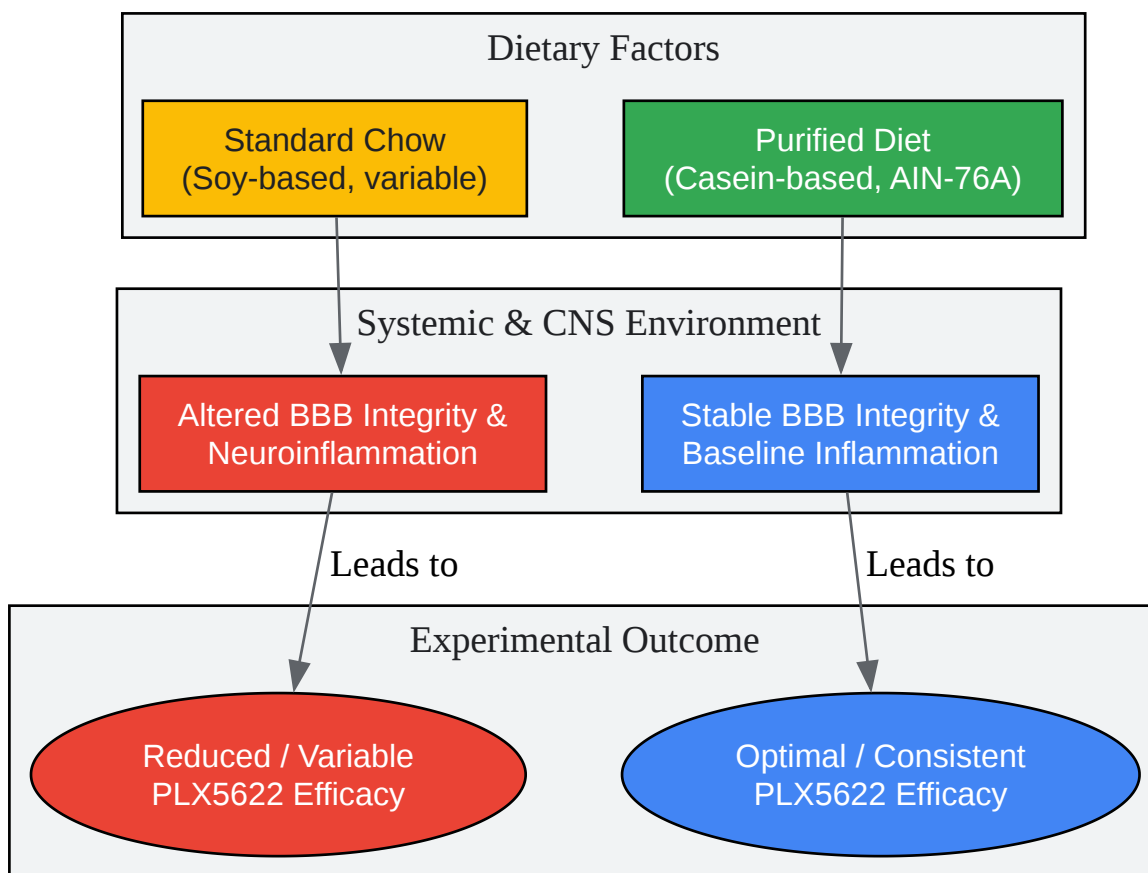 Dietary Factors
Standard Chow
(Soy-based, variable)
Purified Diet
(Casein-based, AIN-76A)
Systemic & CNS Environment
Altered BBB Integrity &
Neuroinflammation
Stable BBB Integrity &
Baseline Inflammation
Leads to
Leads to
Experimental Outcome
Reduced / Variable
PLX5622 Efficacy
Optimal / Consistent
PLX5622 Efficacy